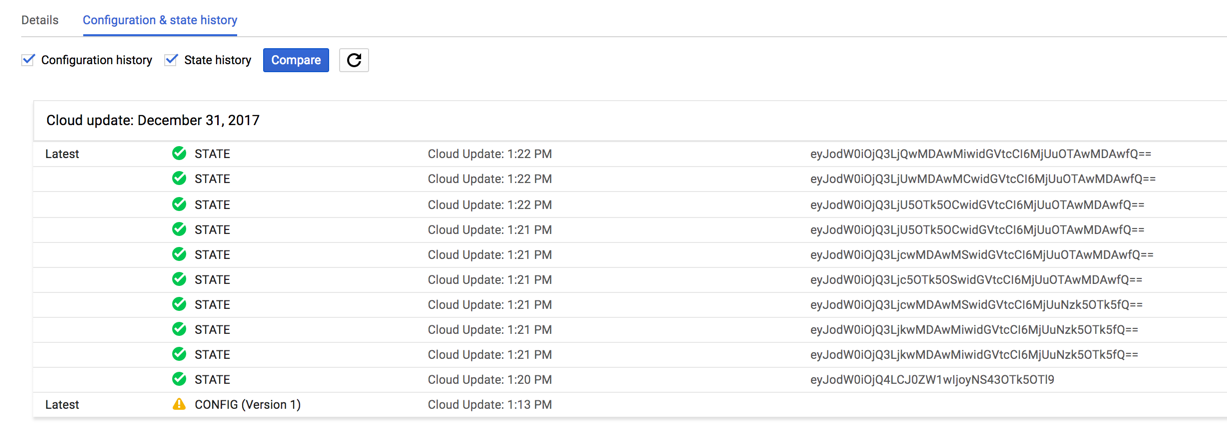 Details Configuration & state history
Configuration history State history Compare
Cloud update: December 31, 2017
Latest STATE Cloud Update: 1:22 PM eyJodW0iOjQ3LjQwMDAwMiwidGVtcCI6MjUuOTAwMDAwfQ==
STATE Cloud Update: 1:22 PM eyJodW0iOjQ3LjUwMDAwMCwidGVtcCI6MjUuOTAwMDAwfQ==
STATE Cloud Update: 1:22 PM eyJodW0iOjQ3LjU5OTk5OCwidGVtcCI6MjUuOTAwMDAwfQ==
STATE Cloud Update: 1:21 PM eyJodW0iOjQ3LjU5OTk5OCwidGVtcCI6MjUuOTAwMDAwfQ==
STATE Cloud Update: 1:21 PM eyJodW0iOjQ3LjcwMDAwMSwidGVtcCI6MjUuOTAwMDAwfQ==
STATE Cloud Update: 1:21 PM eyJodW0iOjQ3Ljc5OTk5OSwidGVtcCI6MjUuOTAwMDAwfQ==
STATE Cloud Update: 1:21 PM eyJodW0iOjQ3LjcwMDAwMSwidGVtcCI6MjUuNzk5OTk5fQ==
STATE Cloud Update: 1:21 PM eyJodW0iOjQ3LjkwMDAwMiwidGVtcCI6MjUuNzk5OTk5fQ==
STATE Cloud Update: 1:21 PM eyJodW0iOjQ3LjkwMDAwMiwidGVtcCI6MjUuNzk5OTk5fQ==
STATE Cloud Update: 1:20 PM eyJodW0iOjQ4LCJ0ZW1wIjoyNS43OTk5OTl9
Latest CONFIG (Version 1) Cloud Update: 1:13 PM